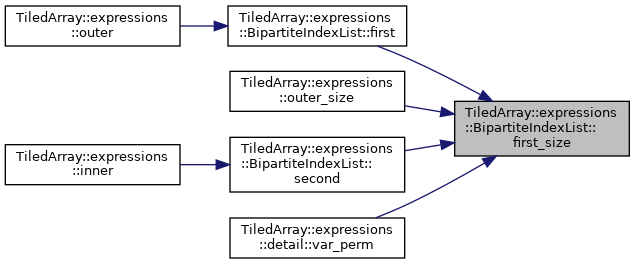 TiledArray::expressions
::outer
TiledArray::expressions
::BipartiteIndexList::first
TiledArray::expressions
::outer_size
TiledArray::expressions
::BipartiteIndexList::
first_size
TiledArray::expressions
::inner
TiledArray::expressions
::BipartiteIndexList::
second
TiledArray::expressions
::detail::var_perm